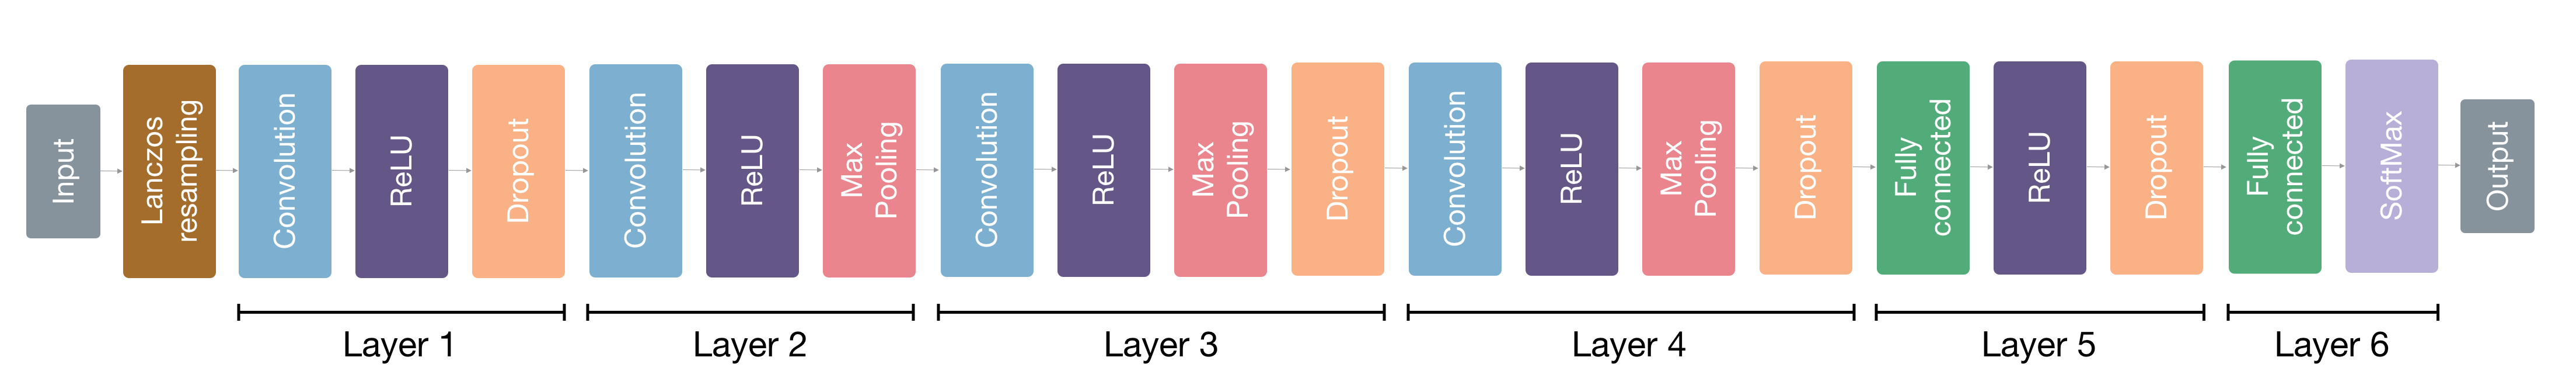 Input
Lanczos
resampling
Convolution
ReLU
Dropout
Convolution
ReLU
Max
Pooling
Convolution
ReLU
Max
Pooling
Dropout
Convolution
ReLU
Max
Pooling
Dropout
Fully
connected
ReLU
Dropout
Fully
connected
SoftMax
Output
Layer 1
Layer 2
Layer 3
Layer 4
Layer 5
Layer 6